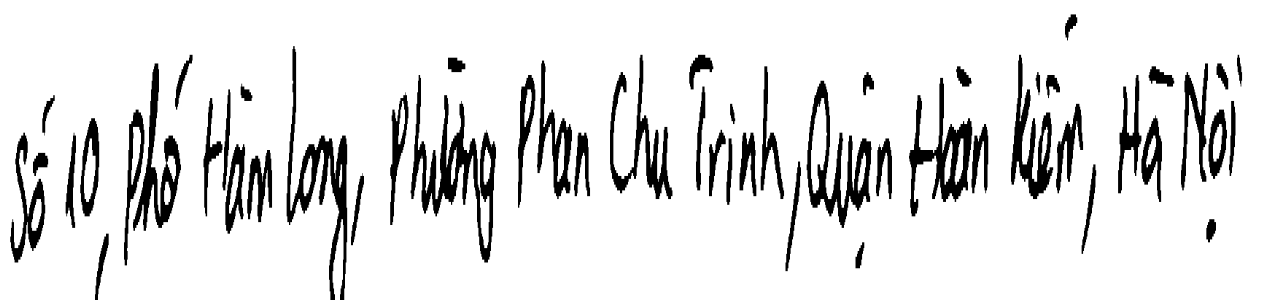 Số 10, Phố Hàm Long, Phường Phan Chu Trinh, Quận Hoàn Kiếm, Hà Nội